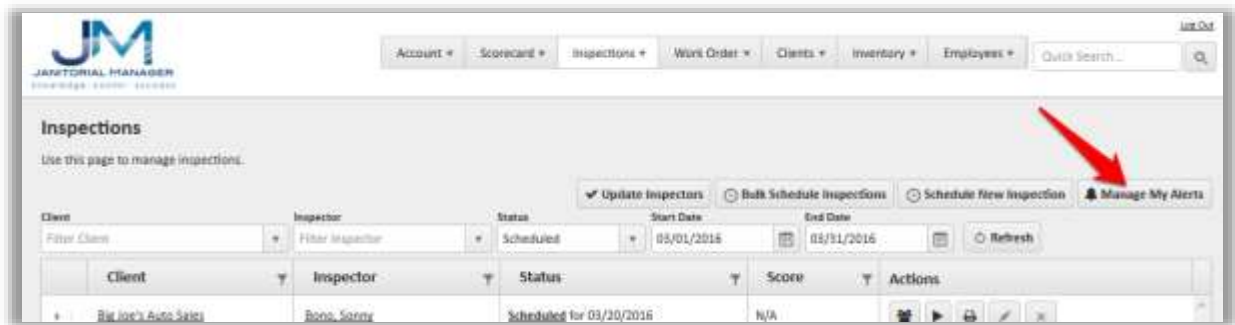 Log Out
JM
JANITORIAL MANAGER
Account Scorecard Inspections Work Order Clients Inventory Employees Quick Search...
Inspections
Use this page to manage inspections.
Update Inspectors Bulk Schedule Inspections Schedule New Inspection Manage My Alerts
Client Inspector Status Start Date End Date
Filter Client Filter Inspector Scheduled 03/01/2016 03/31/2016 Refresh
Client Inspector Status Score Actions
Big Joe's Auto Sales Bono, Sonny Scheduled for 03/20/2016 N/A